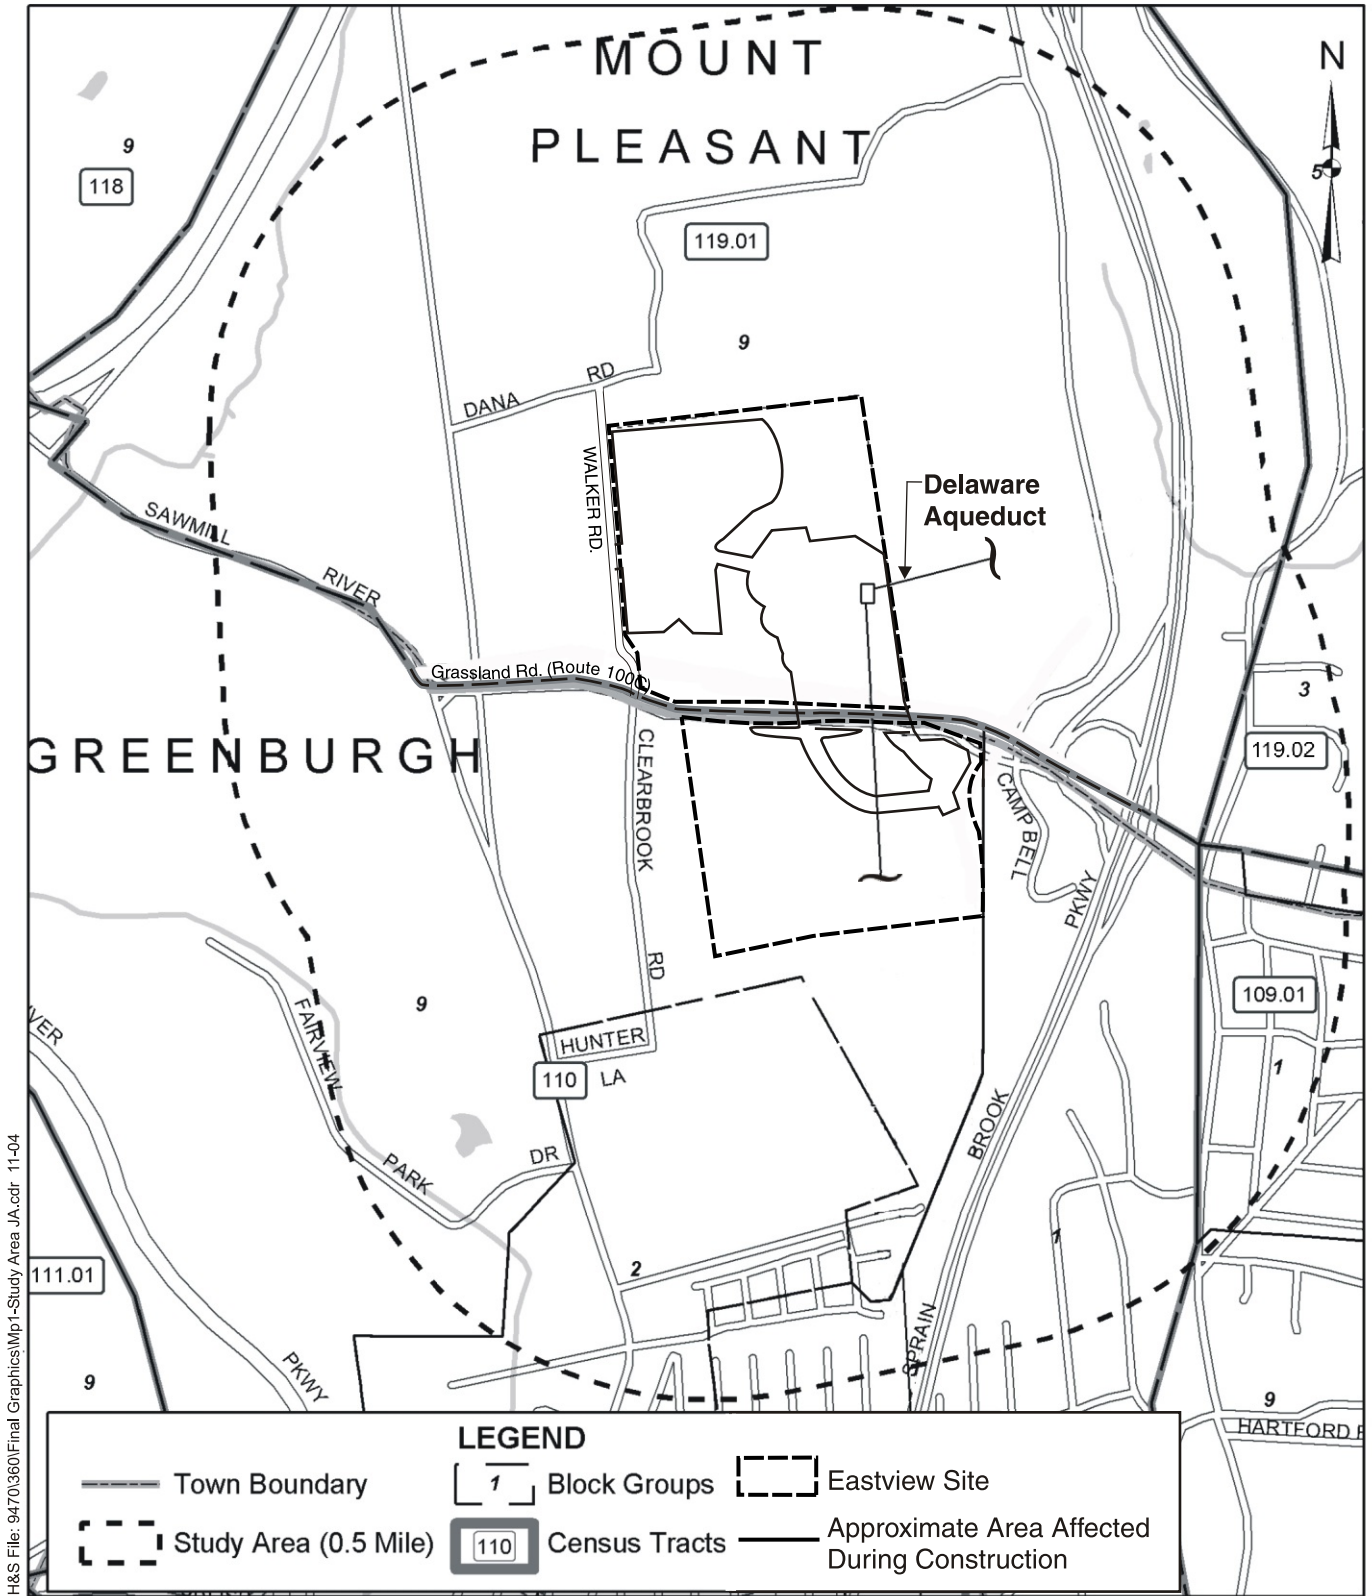 MOUNT
PLEASANT
N
5
9
118
119.01
9
DANA
RD
WALKER RD.
Delaware
Aqueduct
SAWMILL
RIVER
Grassland Rd. (Route 100C)
3
119.02
GREENBURGH
CLEARBROOK
RD
CAMP BELL
PKWY
109.01
1
9
VER
FAIRVIEW
PARK
DR
HUNTER
LA
110
BROOK
1
2
111.01
9
PKWY
SPRAIN
9
HARTFORD
LEGEND
Town Boundary
1 Block Groups
Eastview Site
Study Area (0.5 Mile)
110 Census Tracts
Approximate Area Affected
During Construction
H&S File: 9470\360\Final Graphics\Mp1-Study Area JA.cdr 11-04